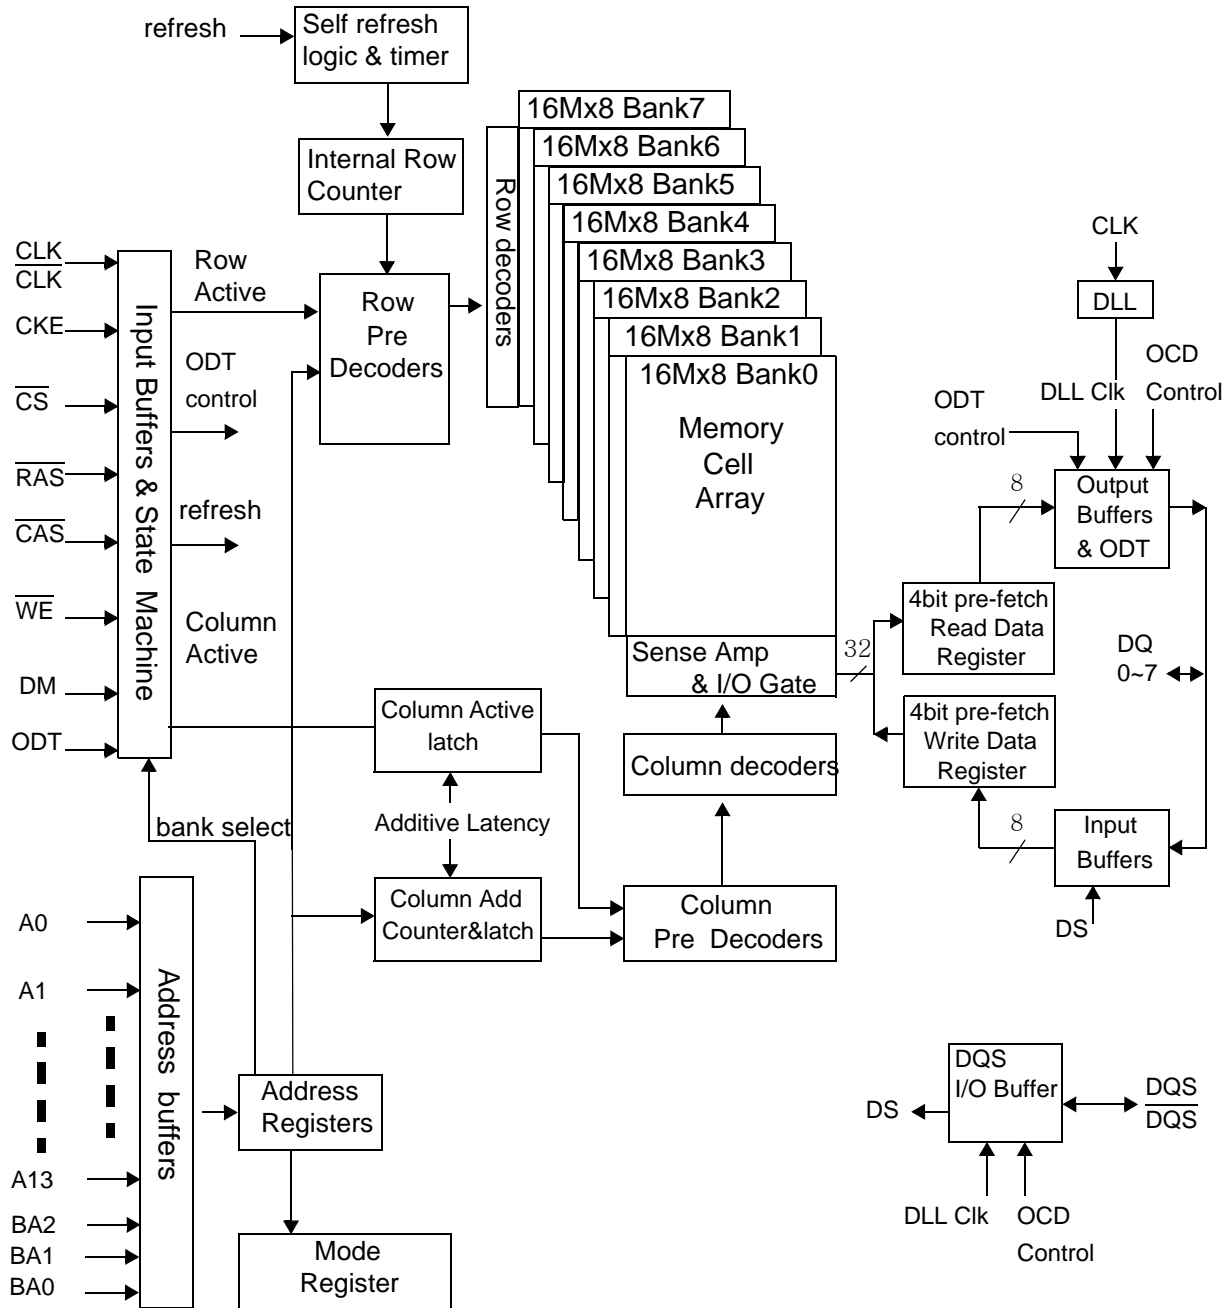 refresh
Self refresh
logic & timer
Internal Row
Counter
Row decoders
16Mx8 Bank7
16Mx8 Bank6
16Mx8 Bank5
16Mx8 Bank4
16Mx8 Bank3
16Mx8 Bank2
16Mx8 Bank1
16Mx8 Bank0
Memory
Cell
Array
Sense Amp
& I/O Gate
CLK
CLK
CKE
CS
RAS
CAS
WE
DM
ODT
Input Buffers & State Machine
Row
Active
ODT
control
refresh
Column
Active
Row
Pre
Decoders
bank select
Column Active
latch
Additive Latency
Column Add
Counter&latch
Column decoders
Column
Pre Decoders
32
4bit pre-fetch
Read Data
Register
4bit pre-fetch
Write Data
Register
8
8
CLK
DLL
DLL Clk
OCD
Control
ODT
control
Output
Buffers
& ODT
DQ
0~7
Input
Buffers
DS
A0
A1
A13
BA2
BA1
BA0
Address buffers
Address
Registers
Mode
Register
DQS
I/O Buffer
DS
DQS
DQS
DLL Clk
OCD
Control